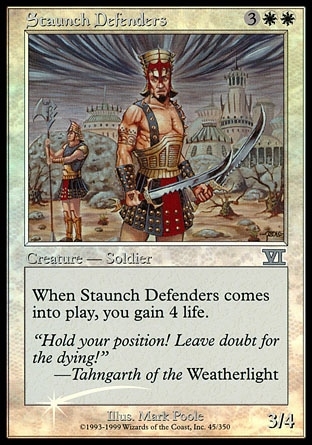 Staunch Defenders 3
Creature — Soldier VI
When Staunch Defenders comes
into play, you gain 4 life.
"Hold your position! Leave doubt for
the dying!"
—Tahngarth of the Weatherlight
Illus. Mark Poole
©1993-1999 Wizards of the Coast, Inc. 45/350
3/4